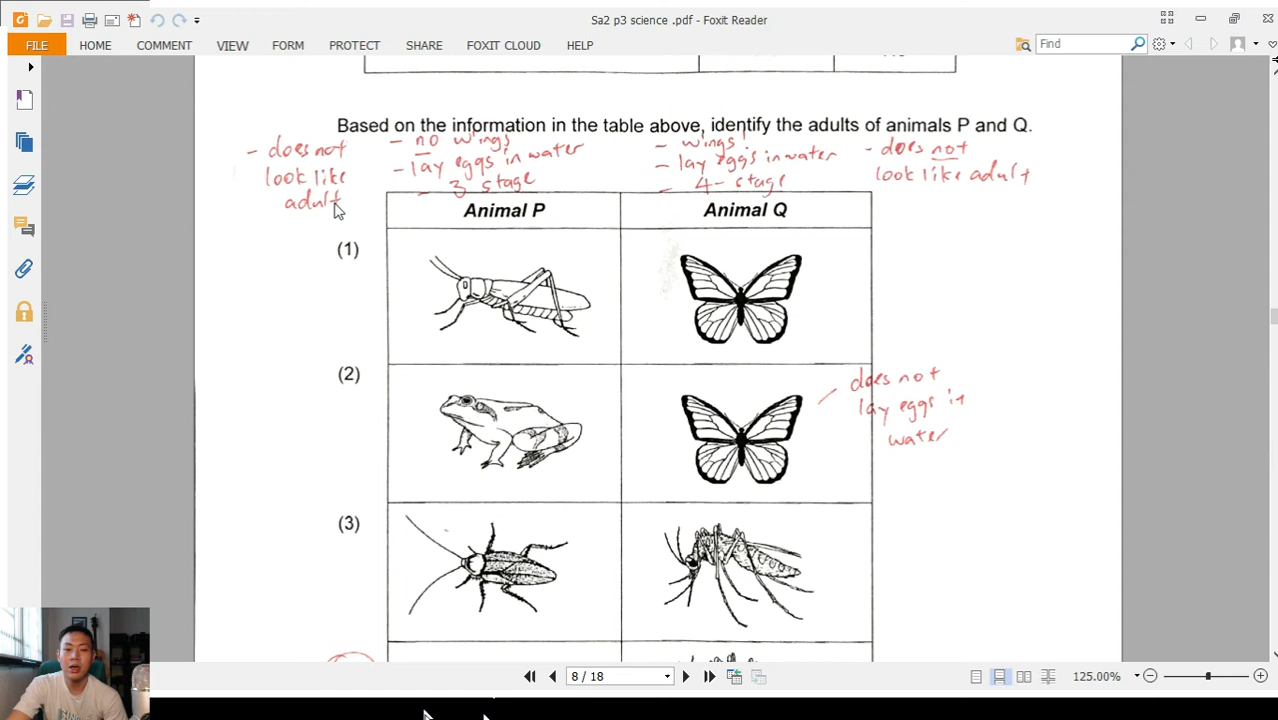 Sa2 p3 science .pdf - Foxit Reader
FILE HOME COMMENT VIEW FORM PROTECT SHARE FOXIT CLOUD HELP
Find
Based on the information in the table above, identify the adults of animals P and Q.
- does not
look like
adult
- no wings
- lay eggs in water
- 3 stage
- wings!
- lay eggs in water
- 4 - stage
- does not
look like adult
Animal P Animal Q
(1)
(2)
does not
lay eggs in
water
(3)
8 / 18
125.00%